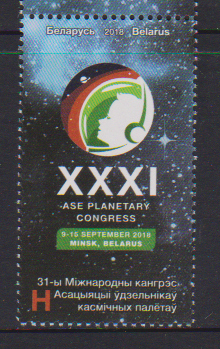 Беларусь 2018 Belarus
XXXI
ASE PLANETARY
CONGRESS
9-15 SEPTEMBER 2018
MINSK, BELARUS
31-ы Міжнародны кангрэс
Н Асацыяцыі ўдзельнікаў
касмічных палётаў